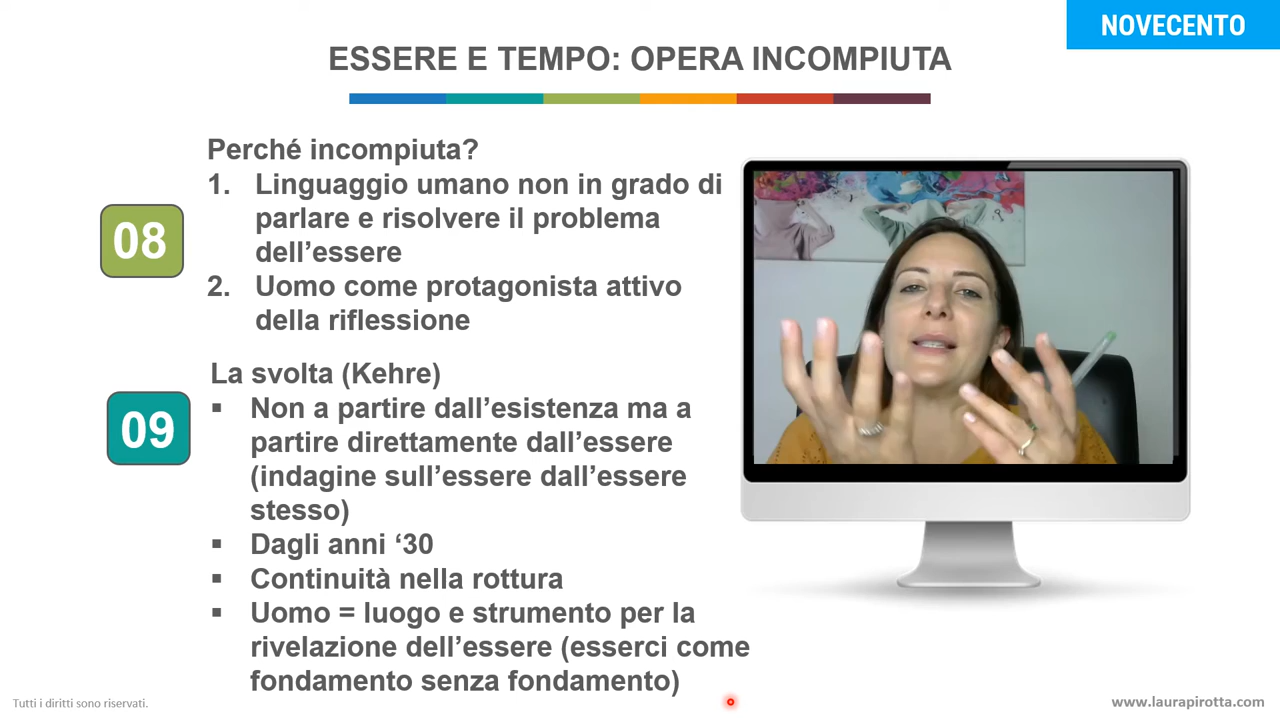 NOVECENTO
ESSERE E TEMPO: OPERA INCOMPIUTA
Perché incompiuta?
1. Linguaggio umano non in grado di
parlare e risolvere il problema
dell’essere
2. Uomo come protagonista attivo
della riflessione
08
La svolta (Kehre)
▪ Non a partire dall’esistenza ma a
partire direttamente dall’essere
(indagine sull’essere dall’essere
stesso)
▪ Dagli anni ‘30
▪ Continuità nella rottura
▪ Uomo = luogo e strumento per la
rivelazione dell’essere (esserci come
fondamento senza fondamento)
09
Tutti i diritti sono riservati.
www.laurapirotta.com